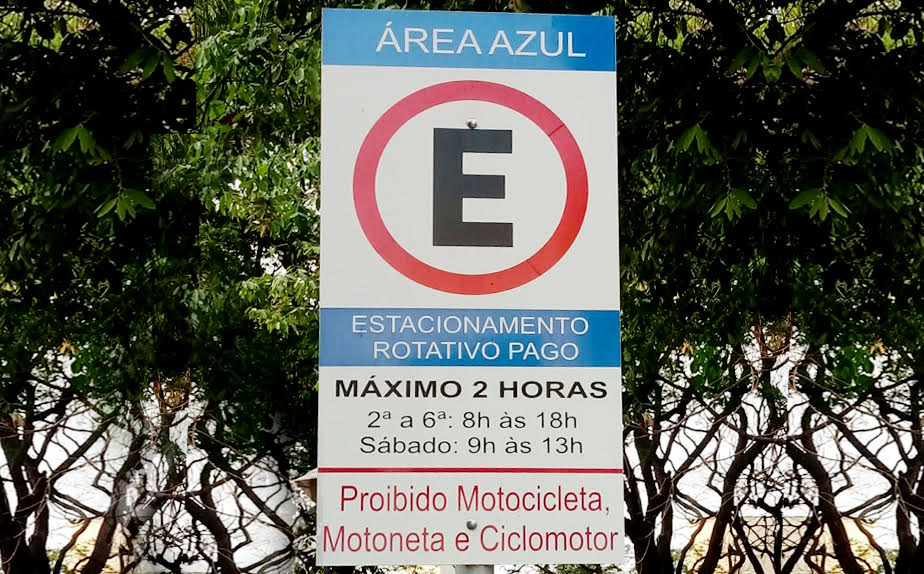 ÁREA AZUL
E
ESTACIONAMENTO
ROTATIVO PAGO
MÁXIMO 2 HORAS
2ª a 6ª: 8h às 18h
Sábado: 9h às 13h
Proibido Motocicleta,
Motoneta e Ciclomotor